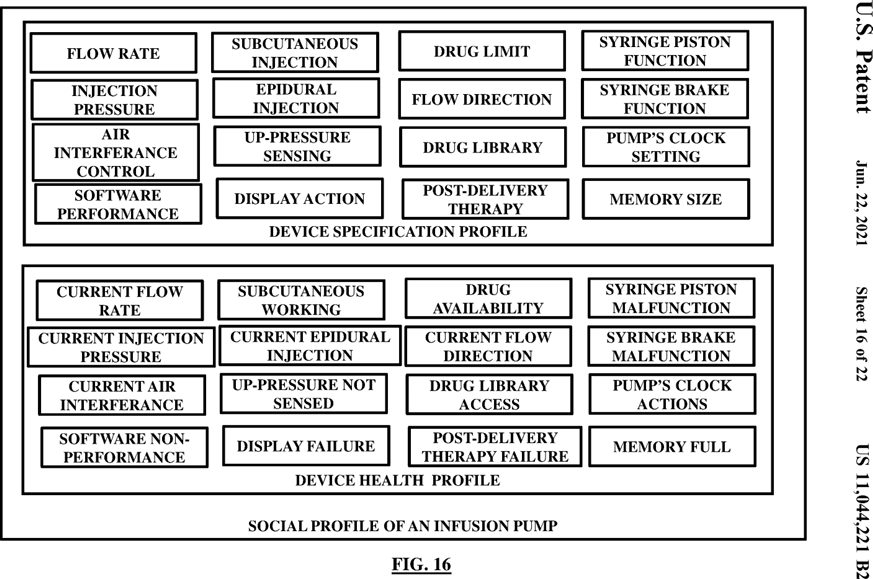 FLOW RATE
SUBCUTANEOUS
INJECTION
DRUG LIMIT
SYRINGE PISTON
FUNCTION
INJECTION
PRESSURE
EPIDURAL
INJECTION
FLOW DIRECTION
SYRINGE BRAKE
FUNCTION
AIR
INTERFERANCE
CONTROL
UP-PRESSURE
SENSING
DRUG LIBRARY
PUMP'S CLOCK
SETTING
SOFTWARE
PERFORMANCE
DISPLAY ACTION
POST-DELIVERY
THERAPY
MEMORY SIZE
DEVICE SPECIFICATION PROFILE
CURRENT FLOW
RATE
SUBCUTANEOUS
WORKING
DRUG
AVAILABILITY
SYRINGE PISTON
MALFUNCTION
CURRENT INJECTION
PRESSURE
CURRENT EPIDURAL
INJECTION
CURRENT FLOW
DIRECTION
SYRINGE BRAKE
MALFUNCTION
CURRENT AIR
INTERFERANCE
UP-PRESSURE NOT
SENSED
DRUG LIBRARY
ACCESS
PUMP'S CLOCK
ACTIONS
SOFTWARE NON-
PERFORMANCE
DISPLAY FAILURE
POST-DELIVERY
THERAPY FAILURE
MEMORY FULL
DEVICE HEALTH PROFILE
SOCIAL PROFILE OF AN INFUSION PUMP
FIG. 16
U.S. Patent Jun. 22, 2021 Sheet 16 of 22 US 11,044,221 B2